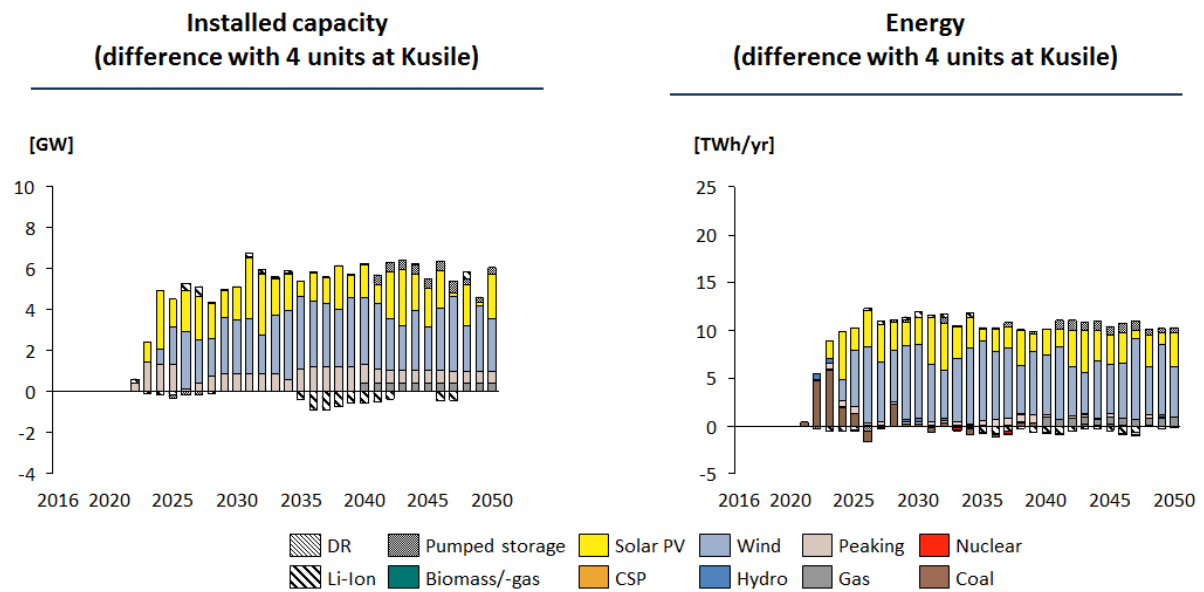 Installed capacity
(difference with 4 units at Kusile)
[GW]
10
8
6
4
2
0
-2
-4
2016 2020 2025 2030 2035 2040 2045 2050
Energy
(difference with 4 units at Kusile)
[TWh/yr]
25
20
15
10
5
0
-5
2016 2020 2025 2030 2035 2040 2045 2050
DR Pumped storage Solar PV Wind Peaking Nuclear
Li-Ion Biomass/-gas CSP Hydro Gas Coal